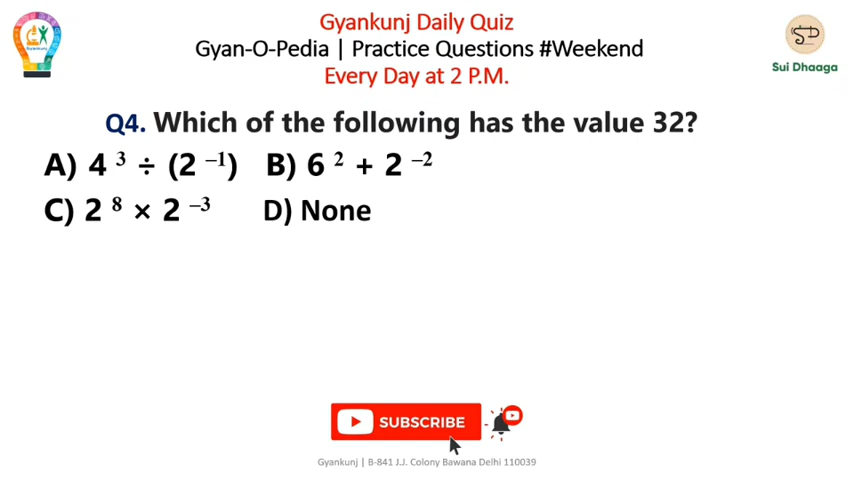 Gyankunj Daily Quiz
Gyan-O-Pedia | Practice Questions #Weekend
Every Day at 2 P.M.
Gyankunj
Sui Dhaaga
Q4. Which of the following has the value 32?
A) 4 ³ ÷ (2 ⁻¹) B) 6 ² + 2 ⁻²
C) 2 ⁸ × 2 ⁻³ D) None
SUBSCRIBE
Gyankunj | B-841 J.J. Colony Bawana Delhi 110039